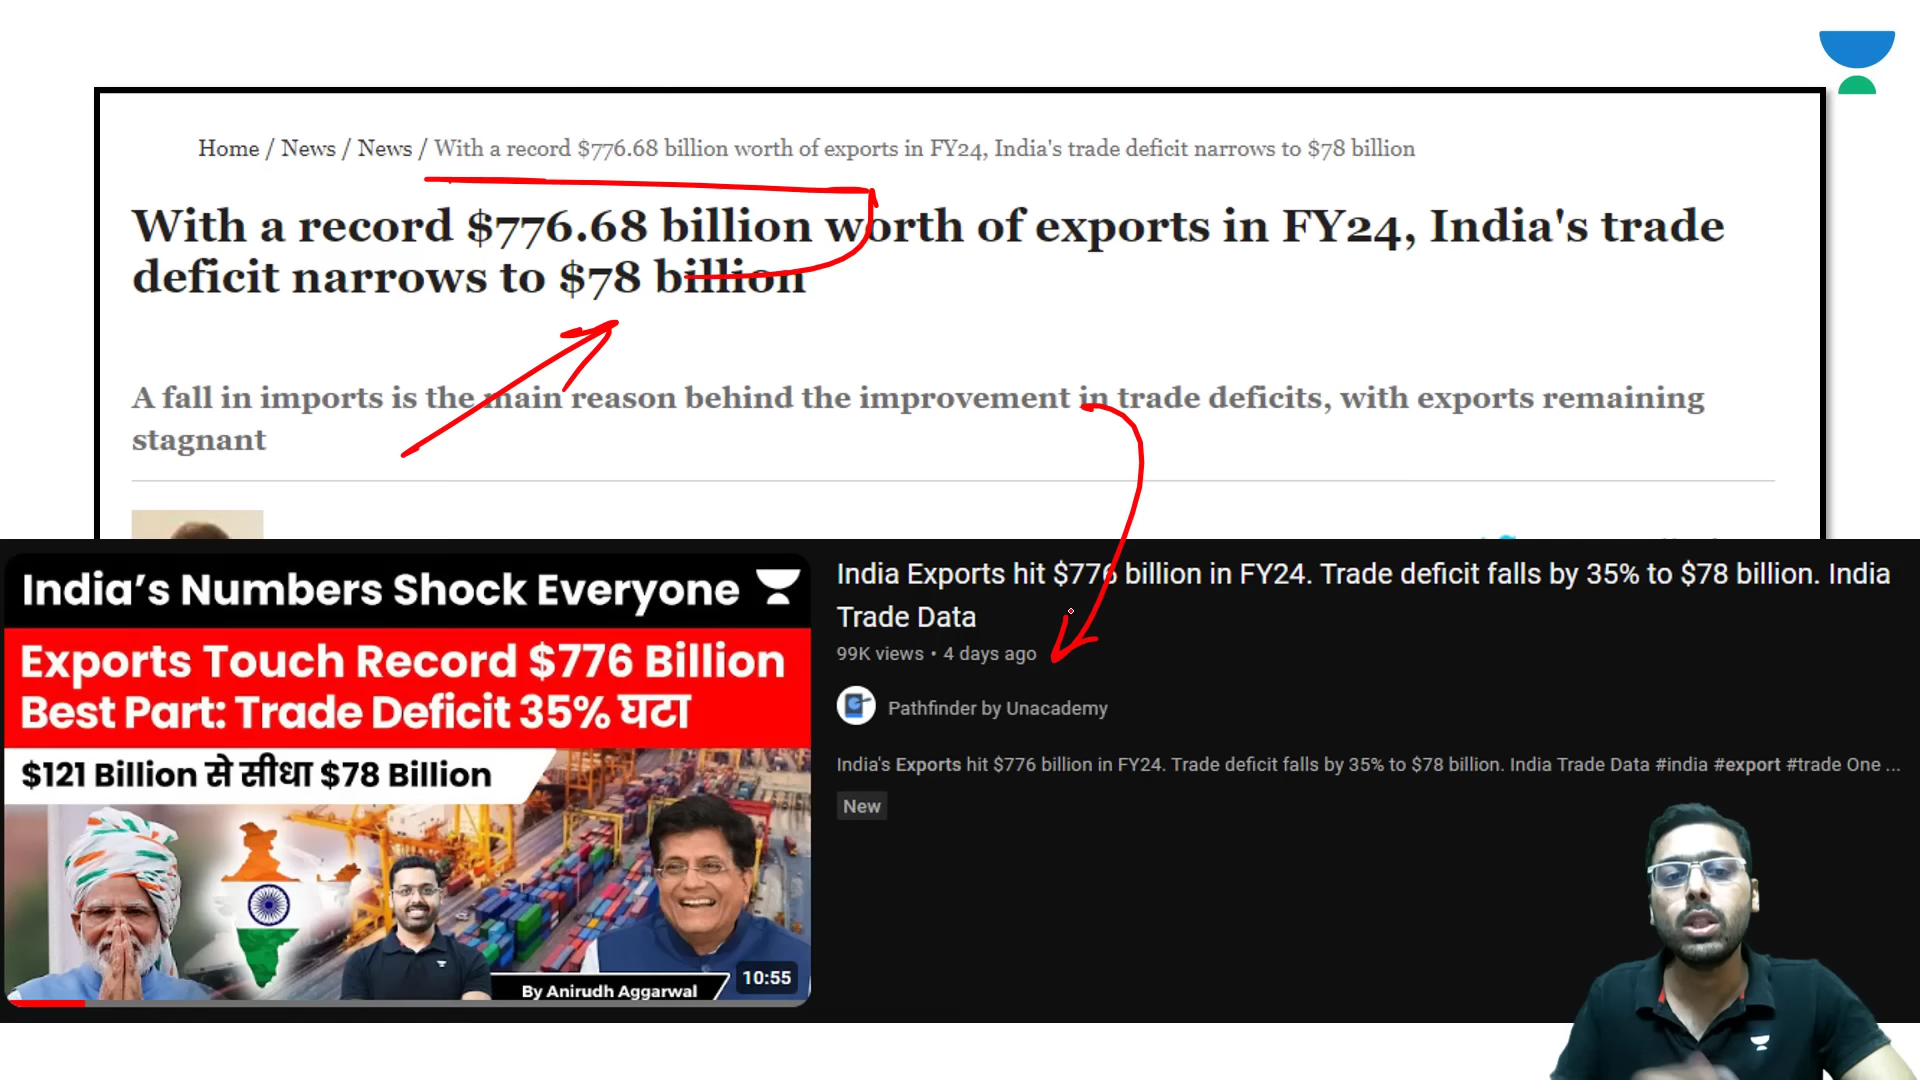 Home / News / News / With a record $776.68 billion worth of exports in FY24, India's trade deficit narrows to $78 billion
With a record $776.68 billion worth of exports in FY24, India's trade
deficit narrows to $78 billion
A fall in imports is the main reason behind the improvement in trade deficits, with exports remaining
stagnant
India's Numbers Shock Everyone
Exports Touch Record $776 Billion
Best Part: Trade Deficit 35% घटा
$121 Billion से सीधा $78 Billion
By Anirudh Aggarwal
10:55
India Exports hit $776 billion in FY24. Trade deficit falls by 35% to $78 billion. India
Trade Data
99K views • 4 days ago
Pathfinder by Unacademy
India's Exports hit $776 billion in FY24. Trade deficit falls by 35% to $78 billion. India Trade Data #india #export #trade One ...
New